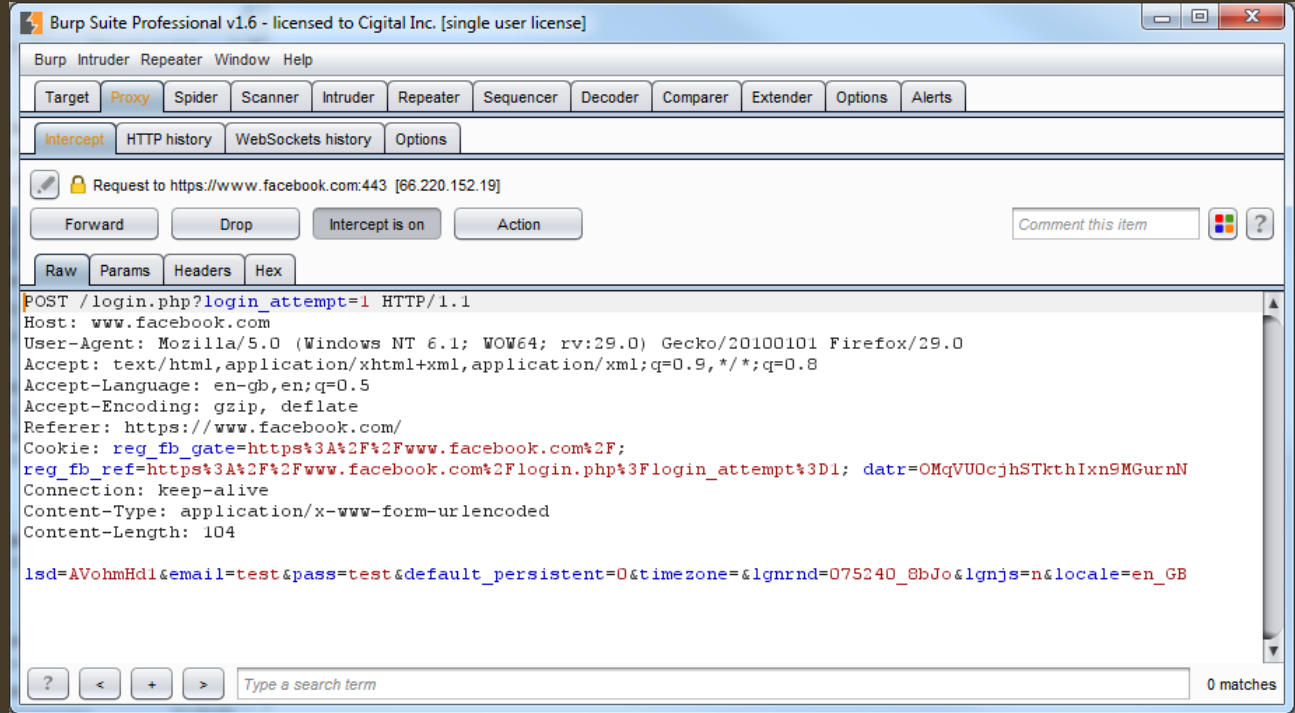 Burp Suite Professional v1.6 - licensed to Cigital Inc. [single user license]
Burp Intruder Repeater Window Help
Target Proxy Spider Scanner Intruder Repeater Sequencer Decoder Comparer Extender Options Alerts
Intercept HTTP history WebSockets history Options
Request to https://www.facebook.com:443 [66.220.152.19]
Forward Drop Intercept is on Action Comment this item ?
Raw Params Headers Hex
POST /login.php?login_attempt=1 HTTP/1.1
Host: www.facebook.com
User-Agent: Mozilla/5.0 (Windows NT 6.1; WOW64; rv:29.0) Gecko/20100101 Firefox/29.0
Accept: text/html,application/xhtml+xml,application/xml;q=0.9,*/*;q=0.8
Accept-Language: en-gb,en;q=0.5
Accept-Encoding: gzip, deflate
Referer: https://www.facebook.com/
Cookie: reg_fb_gate=https%3A%2F%2Fwww.facebook.com%2F;
reg_fb_ref=https%3A%2F%2Fwww.facebook.com%2Flogin.php%3Flogin_attempt%3D1; datr=OMqVU0cjhSTkthIxn9MGurnN
Connection: keep-alive
Content-Type: application/x-www-form-urlencoded
Content-Length: 104
lsd=AVohmHd1&email=test&pass=test&default_persistent=0&timezone=&lgnrnd=075240_8bJo&lgnjs=n&locale=en_GB
? < + > Type a search term 0 matches